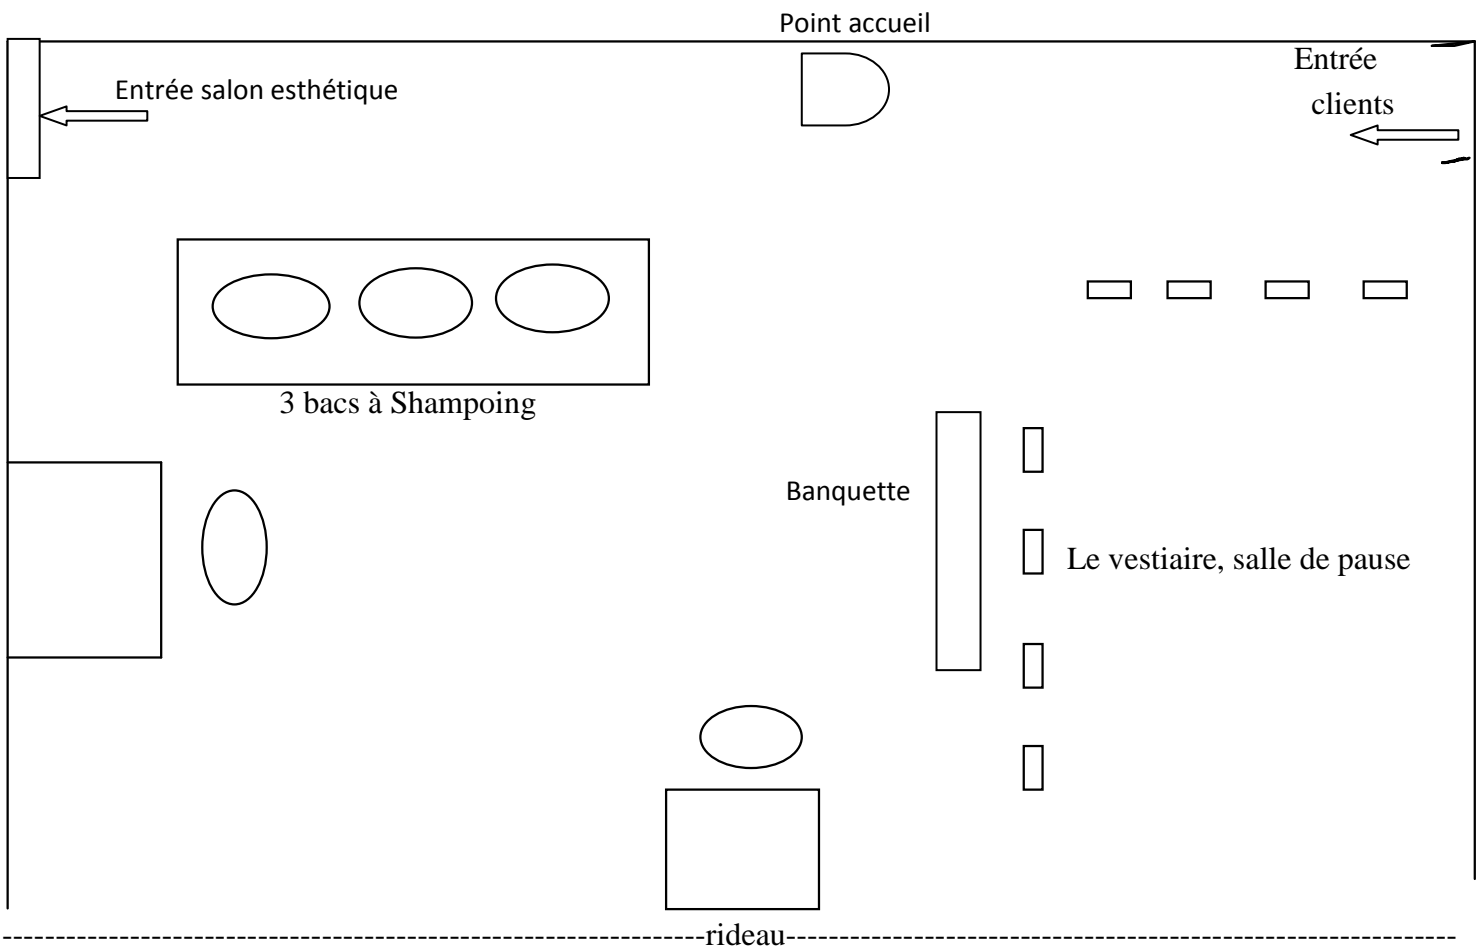 Point accueil
Entrée
clients
Entrée salon esthétique
3 bacs à Shampoing
Banquette
Le vestiaire, salle de pause
rideau